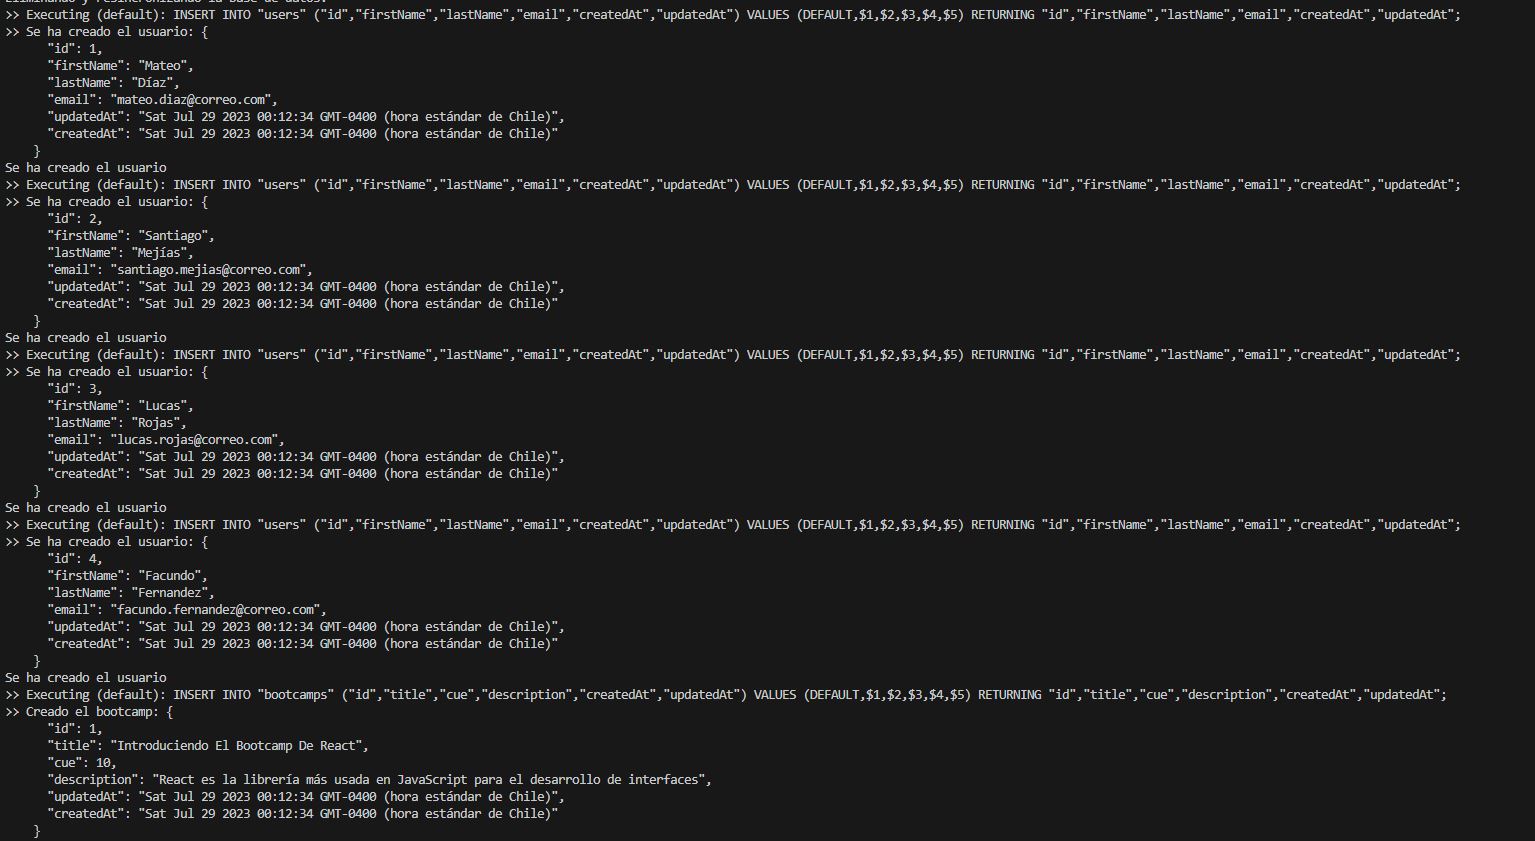 Eliminando y resincronizando la base de datos.
>> Executing (default): INSERT INTO "users" ("id","firstName","lastName","email","createdAt","updatedAt") VALUES (DEFAULT,$1,$2,$3,$4,$5) RETURNING "id","firstName","lastName","email","createdAt","updatedAt";
>> Se ha creado el usuario: {
"id": 1,
"firstName": "Mateo",
"lastName": "Díaz",
"email": "mateo.diaz@correo.com",
"updatedAt": "Sat Jul 29 2023 00:12:34 GMT-0400 (hora estándar de Chile)",
"createdAt": "Sat Jul 29 2023 00:12:34 GMT-0400 (hora estándar de Chile)"
}
Se ha creado el usuario
>> Executing (default): INSERT INTO "users" ("id","firstName","lastName","email","createdAt","updatedAt") VALUES (DEFAULT,$1,$2,$3,$4,$5) RETURNING "id","firstName","lastName","email","createdAt","updatedAt";
>> Se ha creado el usuario: {
"id": 2,
"firstName": "Santiago",
"lastName": "Mejías",
"email": "santiago.mejias@correo.com",
"updatedAt": "Sat Jul 29 2023 00:12:34 GMT-0400 (hora estándar de Chile)",
"createdAt": "Sat Jul 29 2023 00:12:34 GMT-0400 (hora estándar de Chile)"
}
Se ha creado el usuario
>> Executing (default): INSERT INTO "users" ("id","firstName","lastName","email","createdAt","updatedAt") VALUES (DEFAULT,$1,$2,$3,$4,$5) RETURNING "id","firstName","lastName","email","createdAt","updatedAt";
>> Se ha creado el usuario: {
"id": 3,
"firstName": "Lucas",
"lastName": "Rojas",
"email": "lucas.rojas@correo.com",
"updatedAt": "Sat Jul 29 2023 00:12:34 GMT-0400 (hora estándar de Chile)",
"createdAt": "Sat Jul 29 2023 00:12:34 GMT-0400 (hora estándar de Chile)"
}
Se ha creado el usuario
>> Executing (default): INSERT INTO "users" ("id","firstName","lastName","email","createdAt","updatedAt") VALUES (DEFAULT,$1,$2,$3,$4,$5) RETURNING "id","firstName","lastName","email","createdAt","updatedAt";
>> Se ha creado el usuario: {
"id": 4,
"firstName": "Facundo",
"lastName": "Fernandez",
"email": "facundo.fernandez@correo.com",
"updatedAt": "Sat Jul 29 2023 00:12:34 GMT-0400 (hora estándar de Chile)",
"createdAt": "Sat Jul 29 2023 00:12:34 GMT-0400 (hora estándar de Chile)"
}
Se ha creado el usuario
>> Executing (default): INSERT INTO "bootcamps" ("id","title","cue","description","createdAt","updatedAt") VALUES (DEFAULT,$1,$2,$3,$4,$5) RETURNING "id","title","cue","description","createdAt","updatedAt";
>> Creado el bootcamp: {
"id": 1,
"title": "Introduciendo El Bootcamp De React",
"cue": 10,
"description": "React es la librería más usada en JavaScript para el desarrollo de interfaces",
"updatedAt": "Sat Jul 29 2023 00:12:34 GMT-0400 (hora estándar de Chile)",
"createdAt": "Sat Jul 29 2023 00:12:34 GMT-0400 (hora estándar de Chile)"
}